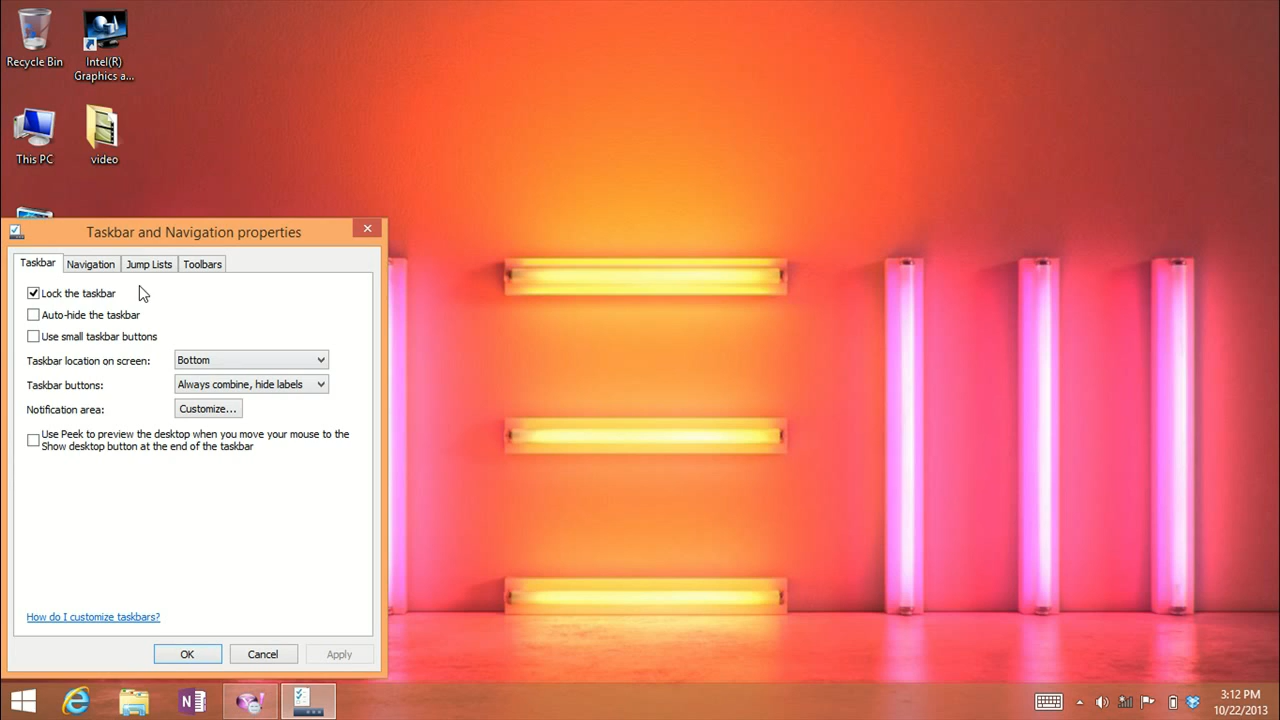 Recycle Bin
Intel(R)
Graphics a...
This PC
video
Taskbar and Navigation properties
Taskbar
Navigation
Jump Lists
Toolbars
Lock the taskbar
Auto-hide the taskbar
Use small taskbar buttons
Taskbar location on screen:
Bottom
Taskbar buttons:
Always combine, hide labels
Notification area:
Customize...
Use Peek to preview the desktop when you move your mouse to the
Show desktop button at the end of the taskbar
How do I customize taskbars?
OK
Cancel
Apply
N
3:12 PM
10/22/2013